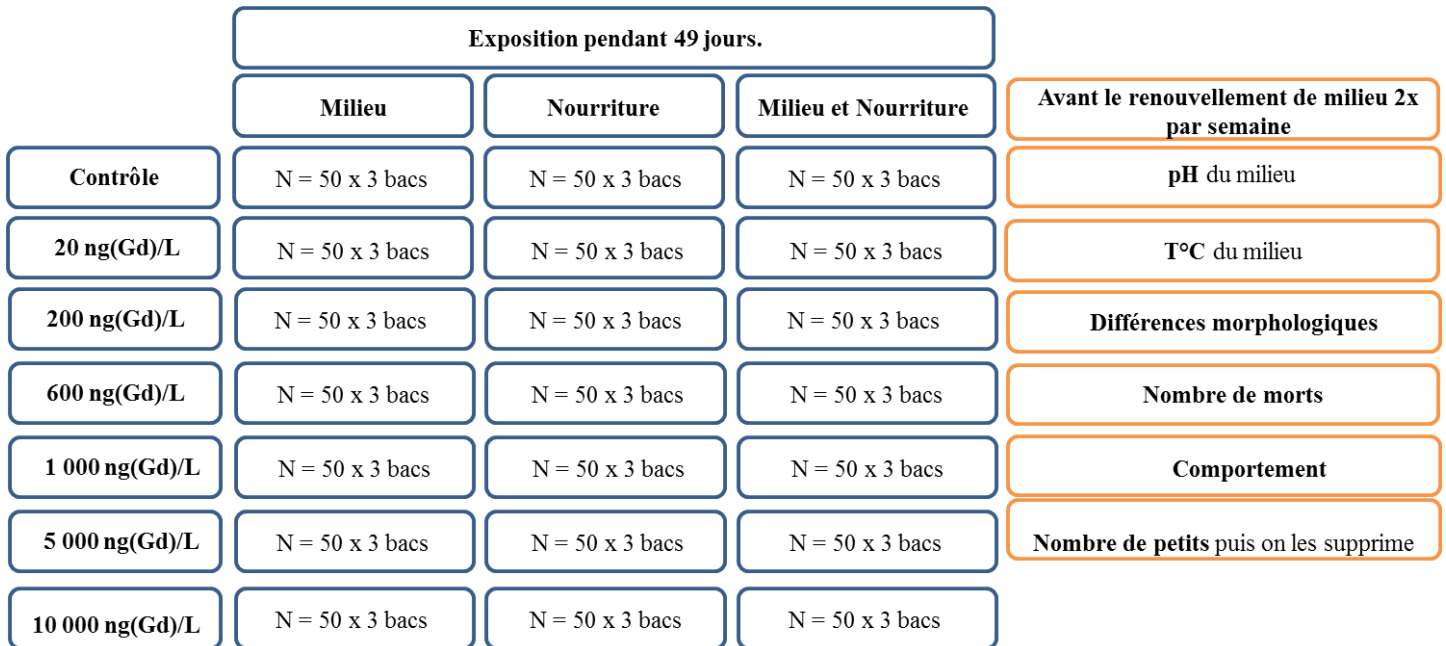 Exposition pendant 49 jours.
Milieu Nourriture Milieu et Nourriture Avant le renouvellement de milieu 2x
par semaine
Contrôle N = 50 x 3 bacs N = 50 x 3 bacs N = 50 x 3 bacs pH du milieu
20 ng(Gd)/L N = 50 x 3 bacs N = 50 x 3 bacs N = 50 x 3 bacs T°C du milieu
200 ng(Gd)/L N = 50 x 3 bacs N = 50 x 3 bacs N = 50 x 3 bacs Différences morphologiques
600 ng(Gd)/L N = 50 x 3 bacs N = 50 x 3 bacs N = 50 x 3 bacs Nombre de morts
1 000 ng(Gd)/L N = 50 x 3 bacs N = 50 x 3 bacs N = 50 x 3 bacs Comportement
5 000 ng(Gd)/L N = 50 x 3 bacs N = 50 x 3 bacs N = 50 x 3 bacs Nombre de petits puis on les supprime
10 000 ng(Gd)/L N = 50 x 3 bacs N = 50 x 3 bacs N = 50 x 3 bacs